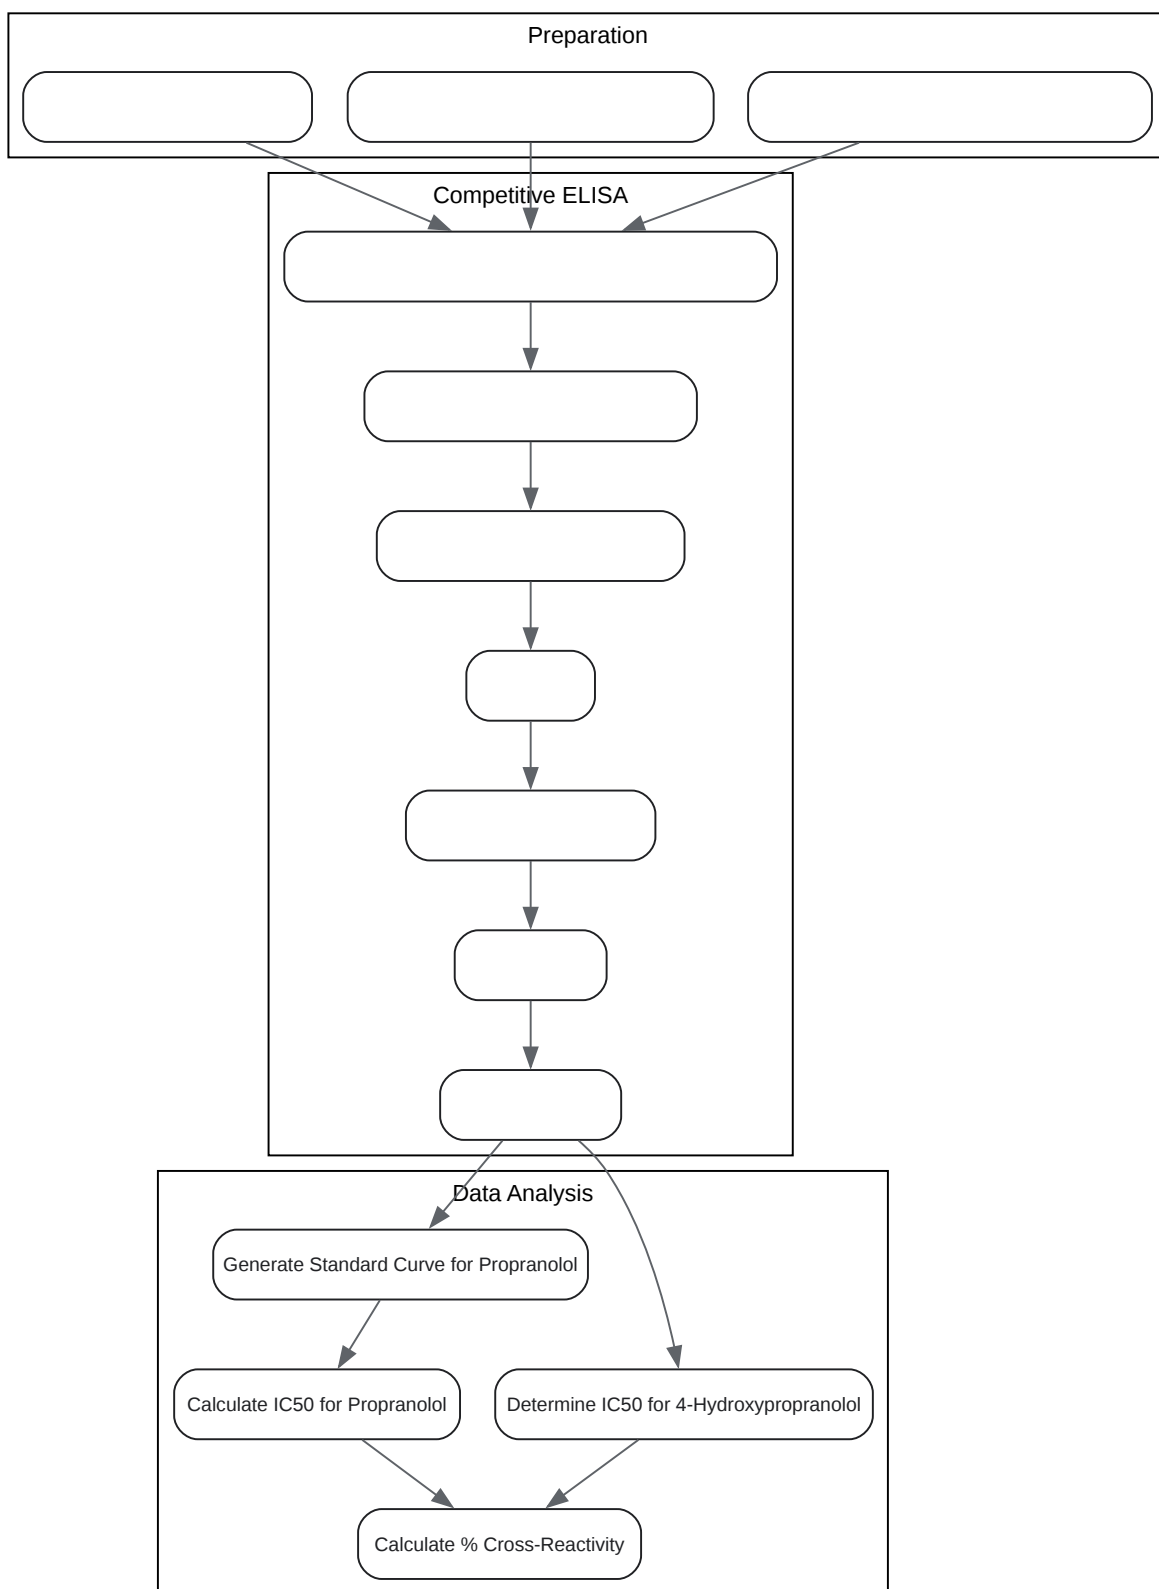 Preparation
Competitive ELISA
Data Analysis
Generate Standard Curve for Propranolol
Calculate IC50 for Propranolol
Determine IC50 for 4-Hydroxypropranolol
Calculate % Cross-Reactivity